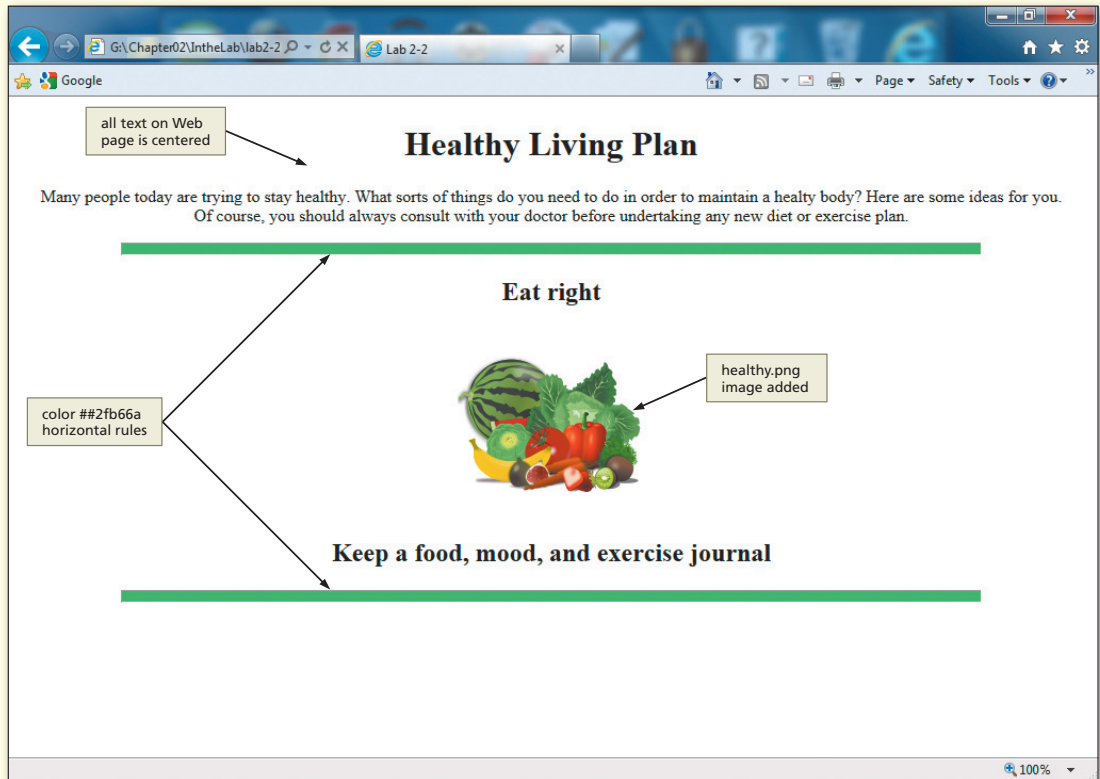 G:\Chapter02\IntheLab\lab2-2
Lab 2-2
Google
Page
Safety
Tools
all text on Web
page is centered
Healthy Living Plan
Many people today are trying to stay healthy. What sorts of things do you need to do in order to maintain a healty body? Here are some ideas for you.
Of course, you should always consult with your doctor before undertaking any new diet or exercise plan.
Eat right
healthy.png
image added
color ##2fb66a
horizontal rules
Keep a food, mood, and exercise journal
100%